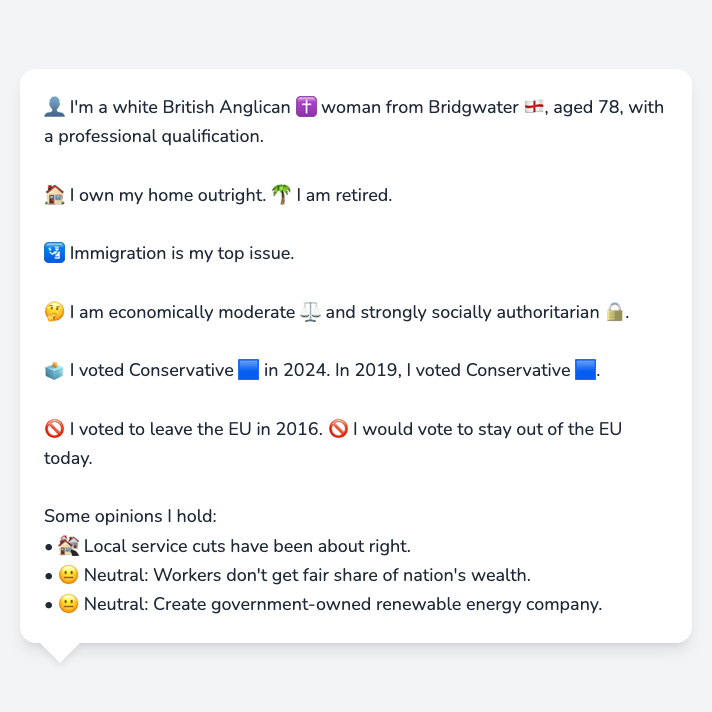 👤 I'm a white British Anglican ✝️ woman from Bridgwater 🏴󠁧󠁢󠁥󠁮󠁧󠁿, aged 78, with
a professional qualification.
🏠 I own my home outright. 🌴 I am retired.
🛂 Immigration is my top issue.
🤔 I am economically moderate ⚖️ and strongly socially authoritarian 🔒.
🗳️ I voted Conservative 🟦 in 2024. In 2019, I voted Conservative 🟦.
🚫 I voted to leave the EU in 2016. 🚫 I would vote to stay out of the EU
today.
Some opinions I hold:
• 🏚️ Local service cuts have been about right.
• 😐 Neutral: Workers don't get fair share of nation's wealth.
• 😐 Neutral: Create government-owned renewable energy company.